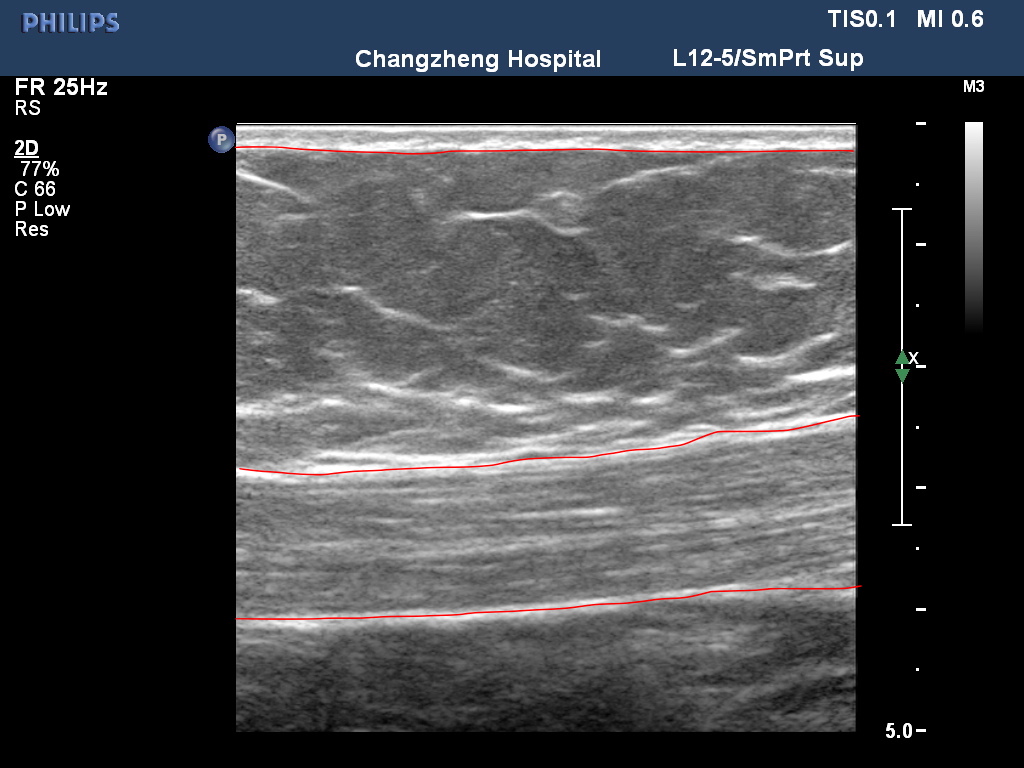 PHILIPS
TIS0.1 MI 0.6
Changzheng Hospital L12-5/SmPrt Sup
FR 25Hz
RS
M3
P
2D
77%
C 66
P Low
Res
X
5.0